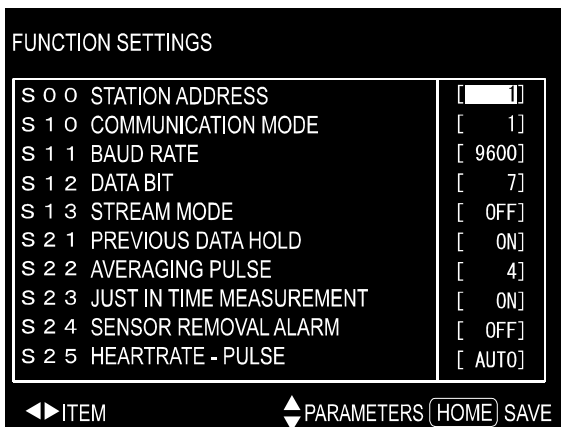 FUNCTION SETTINGS
S 0 0 STATION ADDRESS [ 1]
S 1 0 COMMUNICATION MODE [ 1]
S 1 1 BAUD RATE [ 9600]
S 1 2 DATA BIT [ 7]
S 1 3 STREAM MODE [ OFF]
S 2 1 PREVIOUS DATA HOLD [ ON]
S 2 2 AVERAGING PULSE [ 4]
S 2 3 JUST IN TIME MEASUREMENT [ ON]
S 2 4 SENSOR REMOVAL ALARM [ OFF]
S 2 5 HEARTRATE - PULSE [ AUTO]
◀▶ITEM ▲▼PARAMETERS HOME SAVE